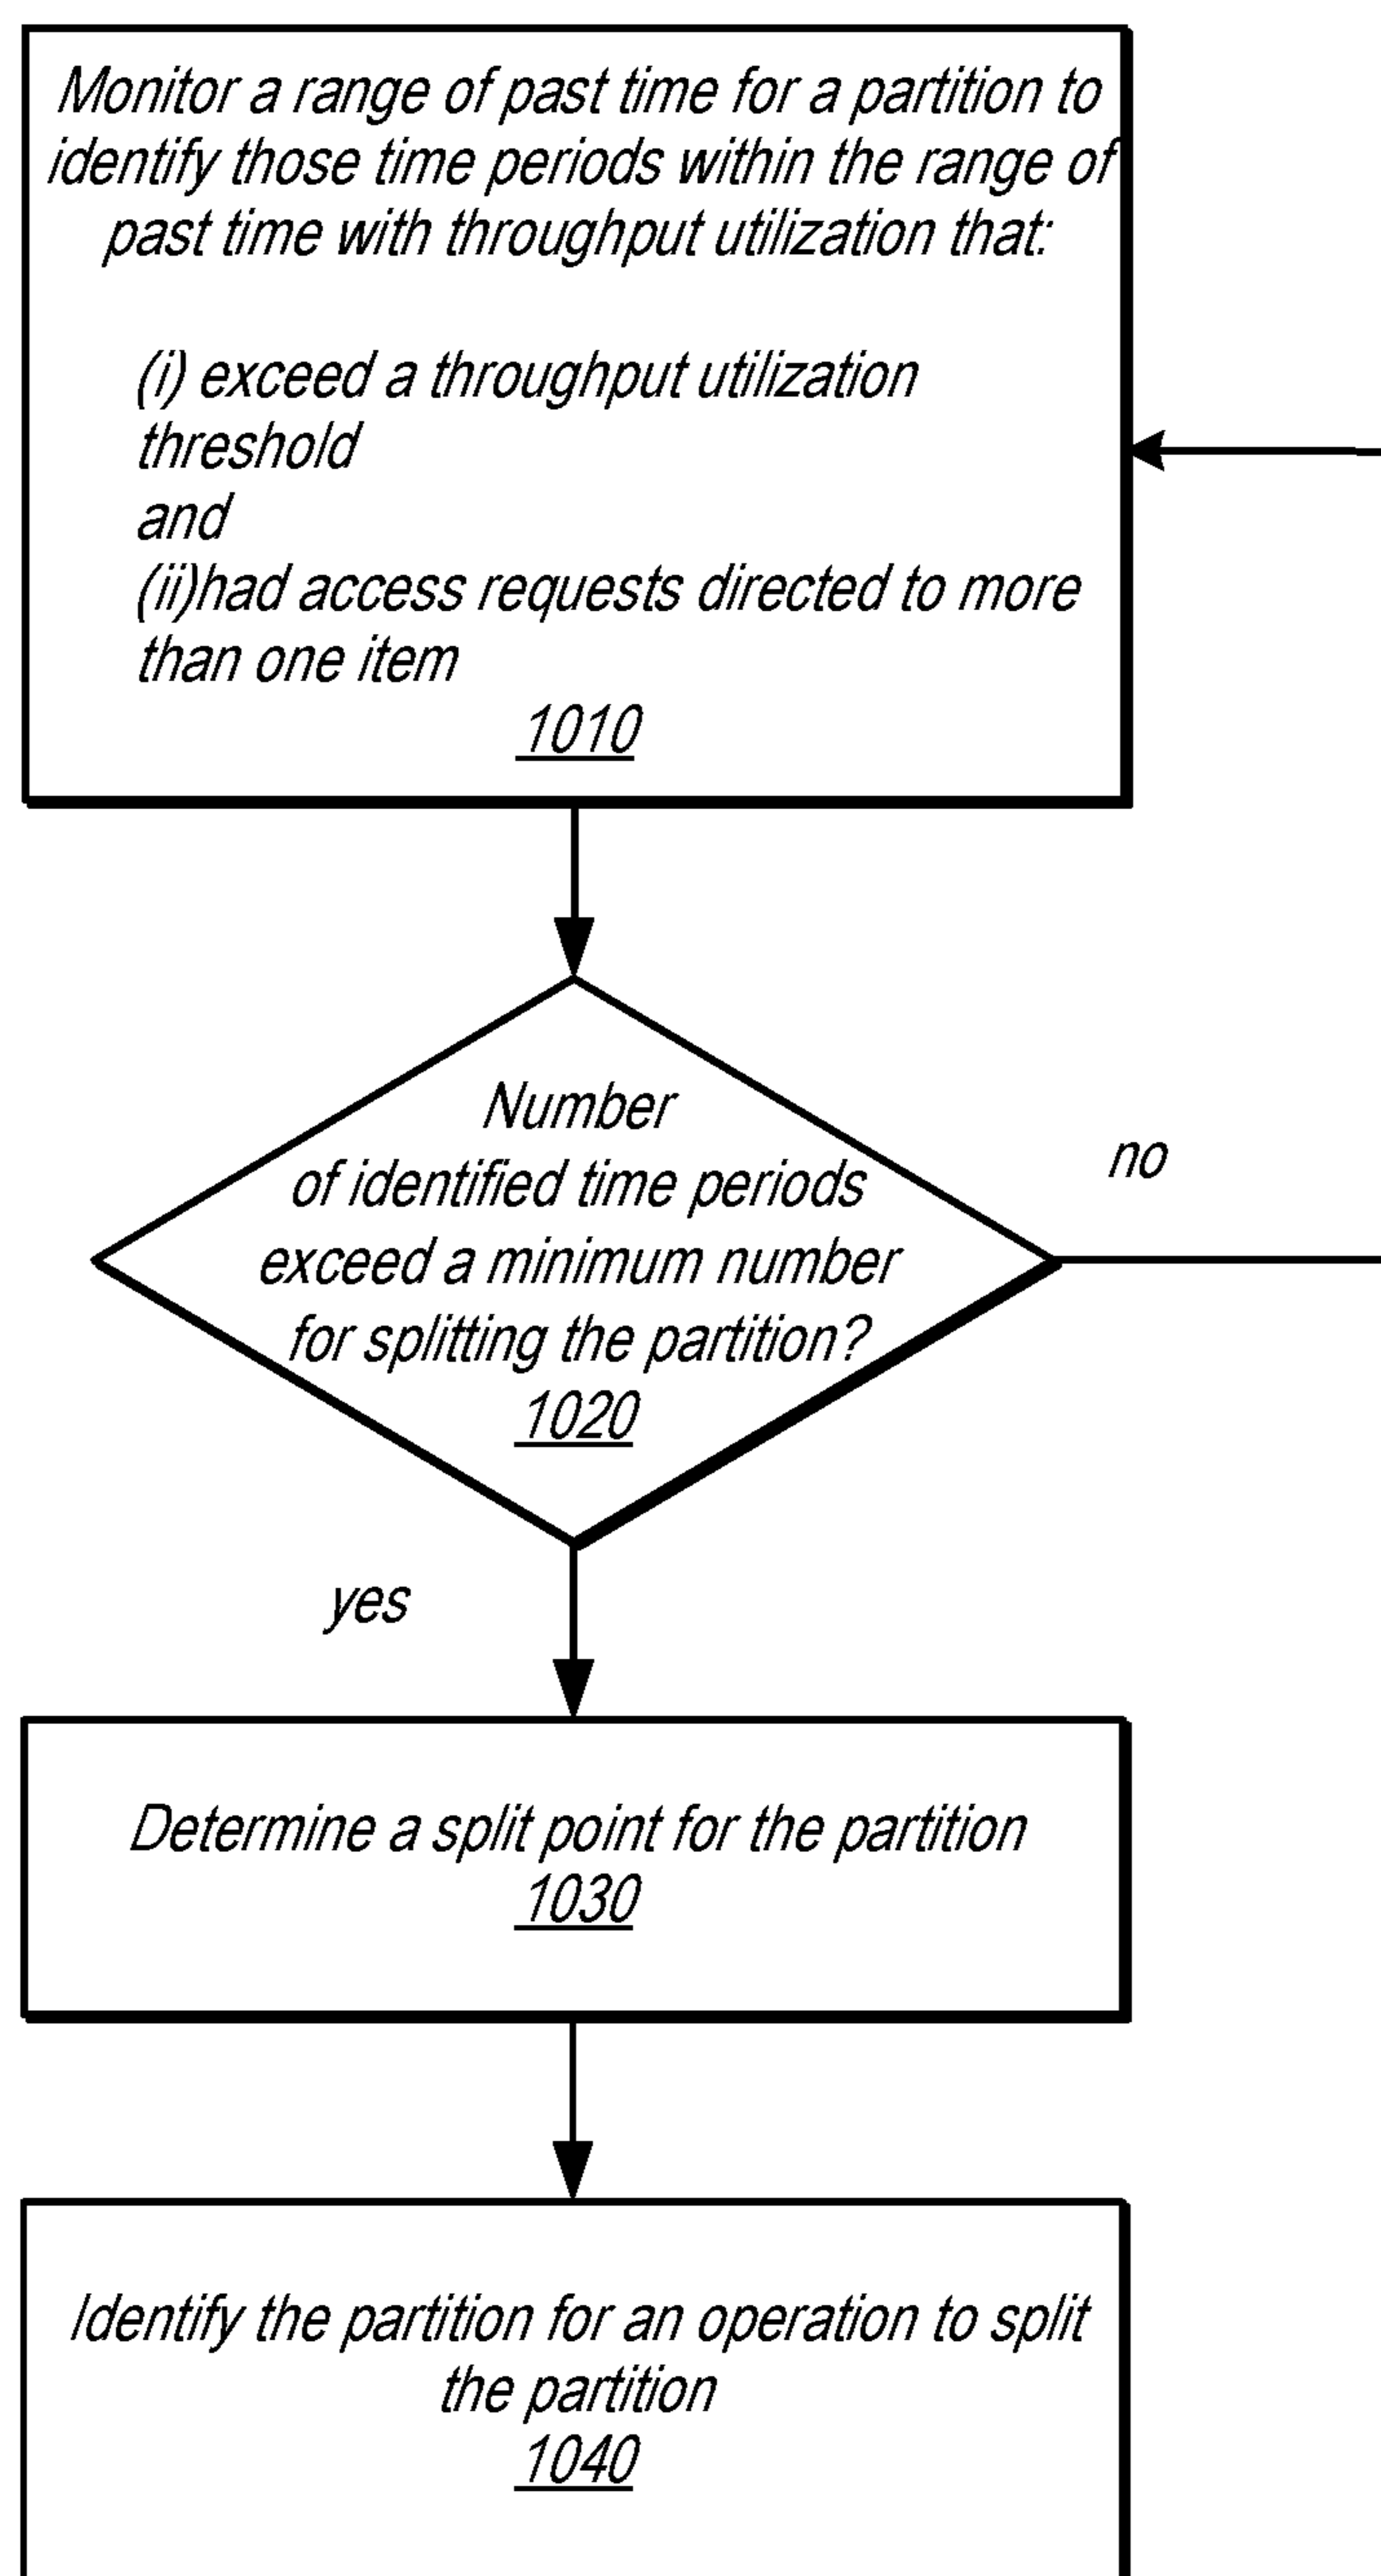 Monitor a range of past time for a partition to
identify those time periods within the range of
past time with throughput utilization that:
(i) exceed a throughput utilization
threshold
and
(ii)had access requests directed to more
than one item
1010
Number
of identified time periods
exceed a minimum number
for splitting the partition?
1020
no
yes
Determine a split point for the partition
1030
Identify the partition for an operation to split
the partition
1040